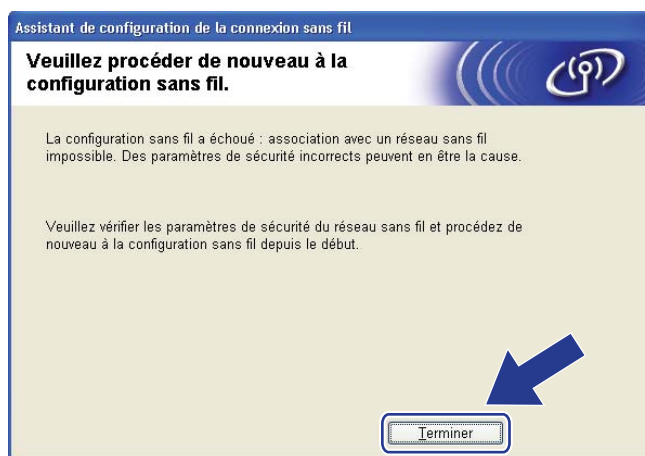 Assistant de configuration de la connexion sans fil
Veuillez procéder de nouveau à la
configuration sans fil.
La configuration sans fil a échoué : association avec un réseau sans fil
impossible. Des paramètres de sécurité incorrects peuvent en être la cause.
Veuillez vérifier les paramètres de sécurité du réseau sans fil et procédez de
nouveau à la configuration sans fil depuis le début.
Terminer